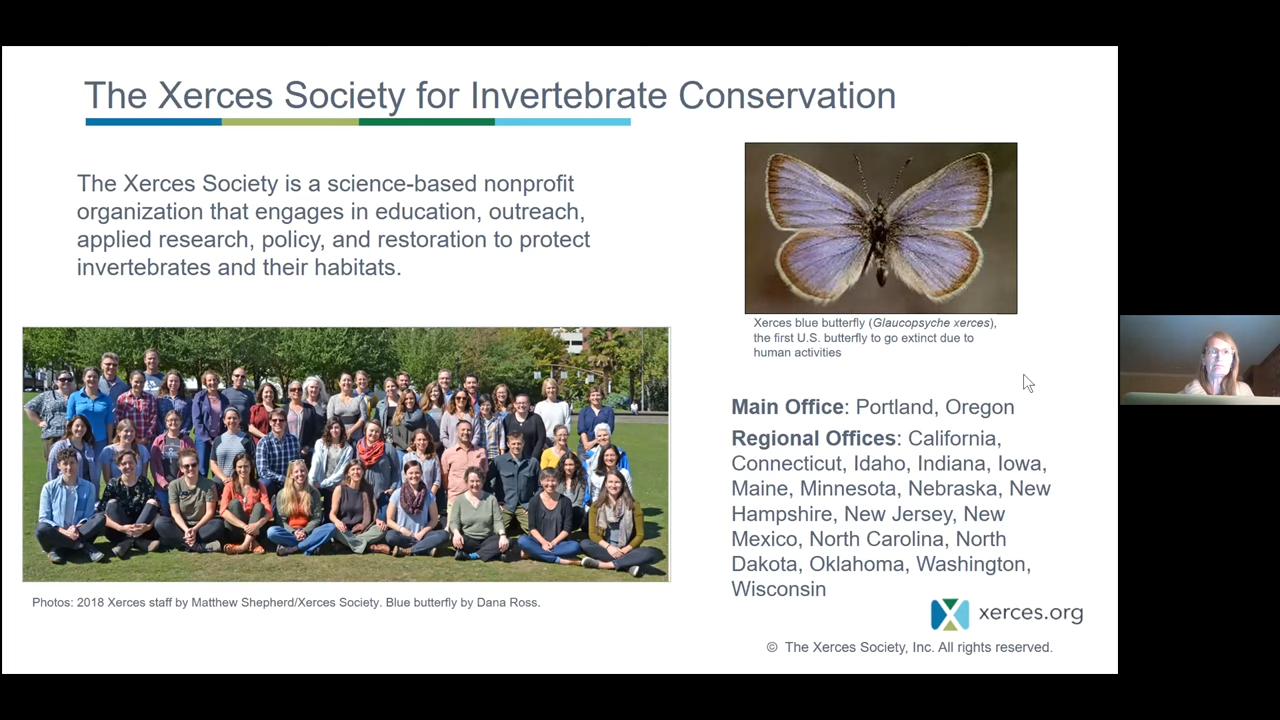 The Xerces Society for Invertebrate Conservation
The Xerces Society is a science-based nonprofit
organization that engages in education, outreach,
applied research, policy, and restoration to protect
invertebrates and their habitats.
Xerces blue butterfly (Glaucopsyche xerces),
the first U.S. butterfly to go extinct due to
human activities
Main Office: Portland, Oregon
Regional Offices: California,
Connecticut, Idaho, Indiana, Iowa,
Maine, Minnesota, Nebraska, New
Hampshire, New Jersey, New
Mexico, North Carolina, North
Dakota, Oklahoma, Washington,
Wisconsin
Photos: 2018 Xerces staff by Matthew Shepherd/Xerces Society. Blue butterfly by Dana Ross.
xerces.org
© The Xerces Society, Inc. All rights reserved.